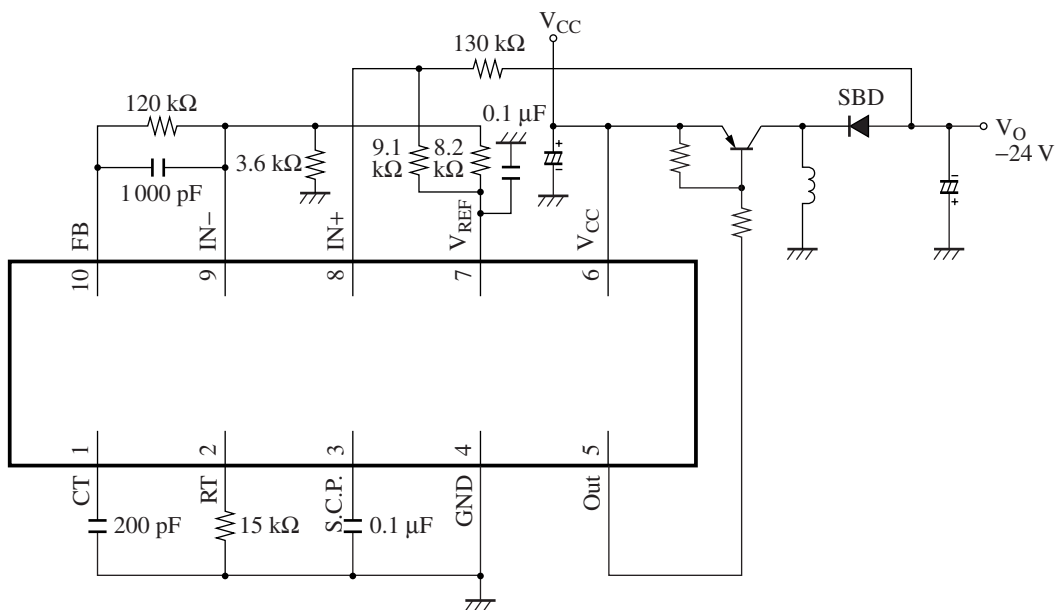 V_CC
130 kΩ
120 kΩ
0.1 μF
SBD
V_O
−24 V
9.1
kΩ
8.2
kΩ
3.6 kΩ
+
−
−
+
1 000 pF
FB
IN−
IN+
V_REF
V_CC
10
9
8
7
6
1
2
3
4
5
CT
RT
S.C.P.
GND
Out
200 pF
15 kΩ
0.1 μF